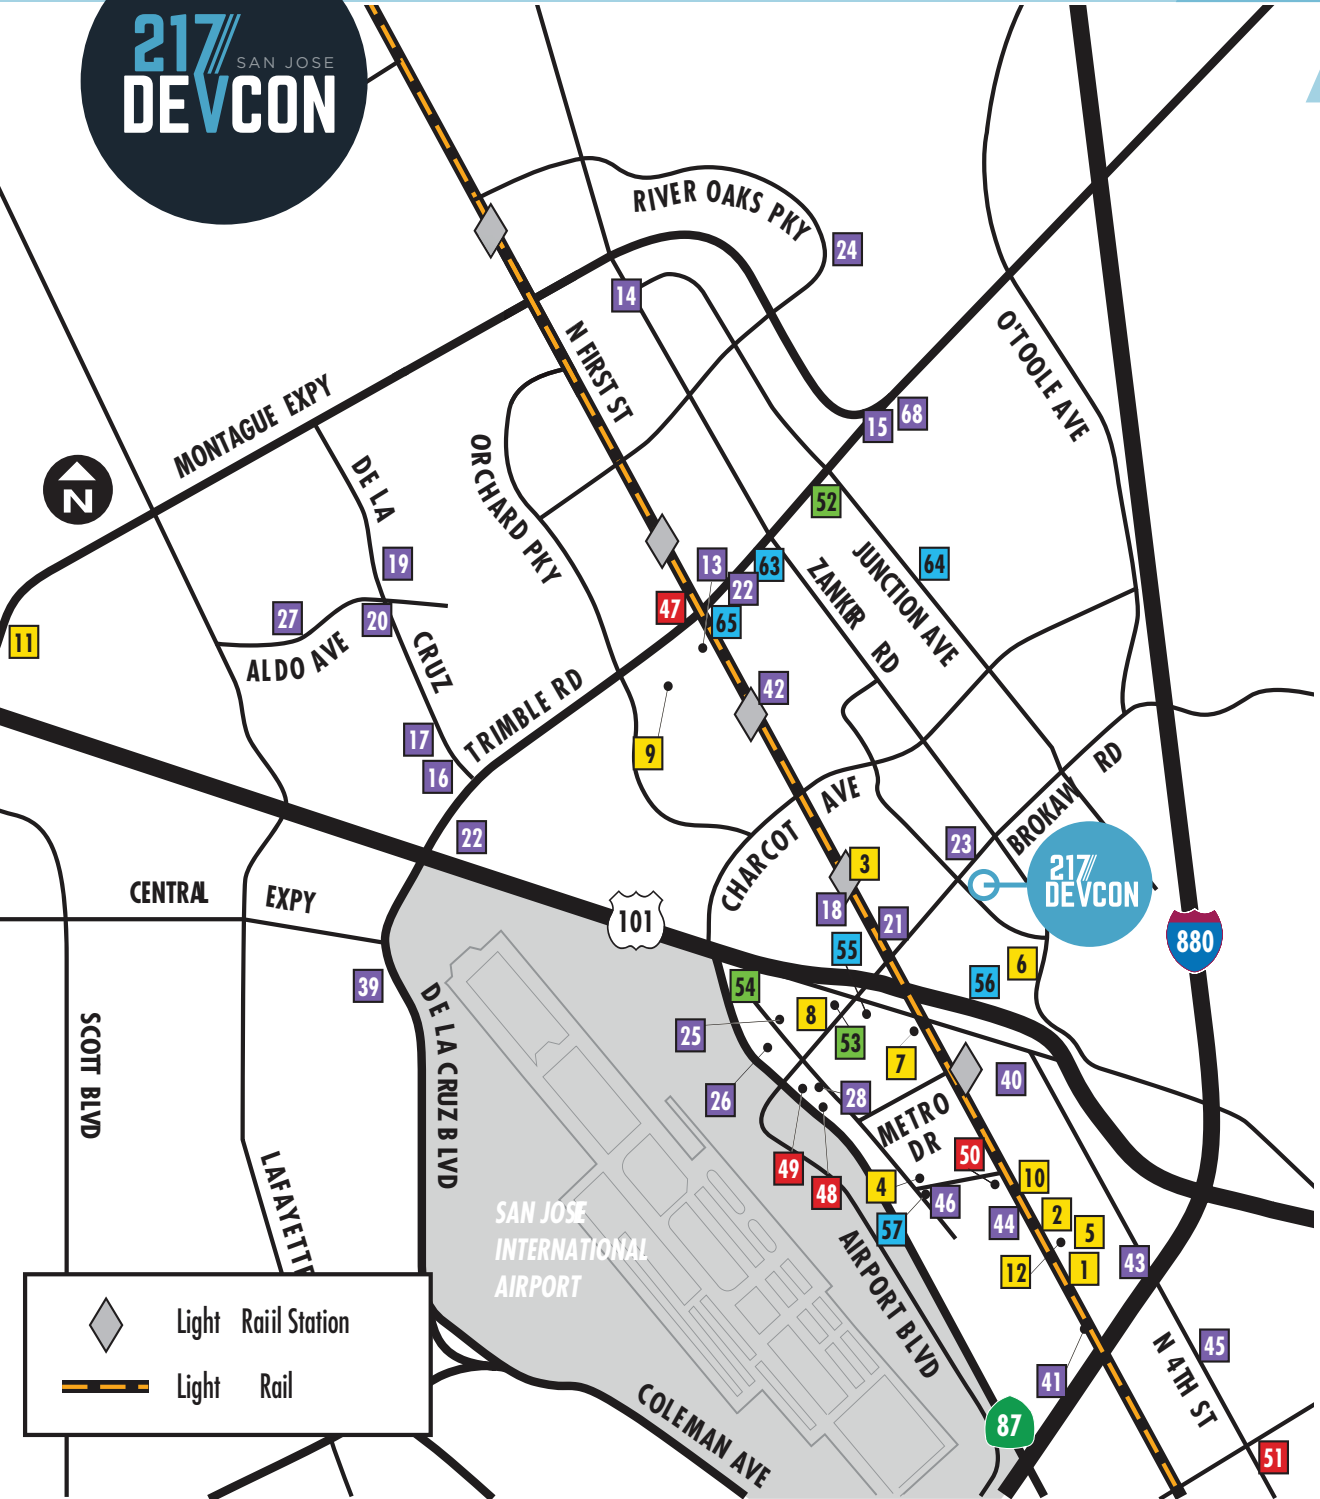 217
SAN JOSE
DEVCON
RIVER OAKS PKY
24
14
N FIRST ST
O'TOOLE AVE
MONTAGUE EXPY
15
68
ORCHARD PKY
DE LA
N
52
19
13
63
64
JUNCTION AVE
ZANKER RD
22
27
20
47
65
11
ALDO AVE
CRUZ
42
TRIMBLE RD
17
9
16
BROKAW RD
CHARCOT AVE
22
23
3
217
DEVCON
CENTRAL EXPY
101
18
21
880
55
6
56
39
54
DE LA CRUZ BLVD
SCOTT BLVD
8
25
53
7
40
26
28
METRO
DR
LAFAYETTE
50
49
48
4
10
46
SAN JOSE
INTERNATIONAL
AIRPORT
57
44
2
5
AIRPORT BLVD
12
1
43
Light Raiil Station
Light Rail
45
41
N 4TH ST
COLEMAN AVE
87
51